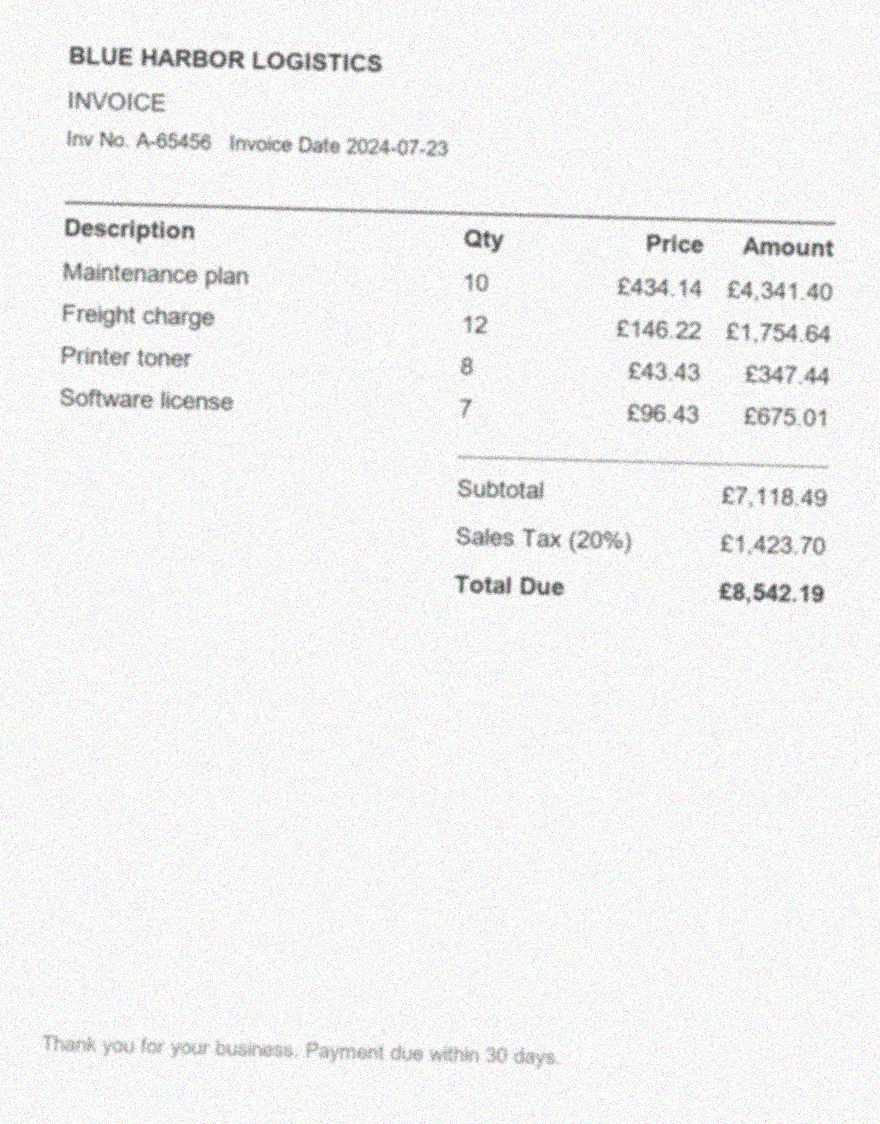 BLUE HARBOR LOGISTICS
INVOICE
Inv No. A-65456 Invoice Date 2024-07-23
Description Qty Price Amount
Maintenance plan 10 £434.14 £4,341.40
Freight charge 12 £146.22 £1,754.64
Printer toner 8 £43.43 £347.44
Software license 7 £96.43 £675.01
Subtotal £7,118.49
Sales Tax (20%) £1,423.70
Total Due £8,542.19
Thank you for your business. Payment due within 30 days.